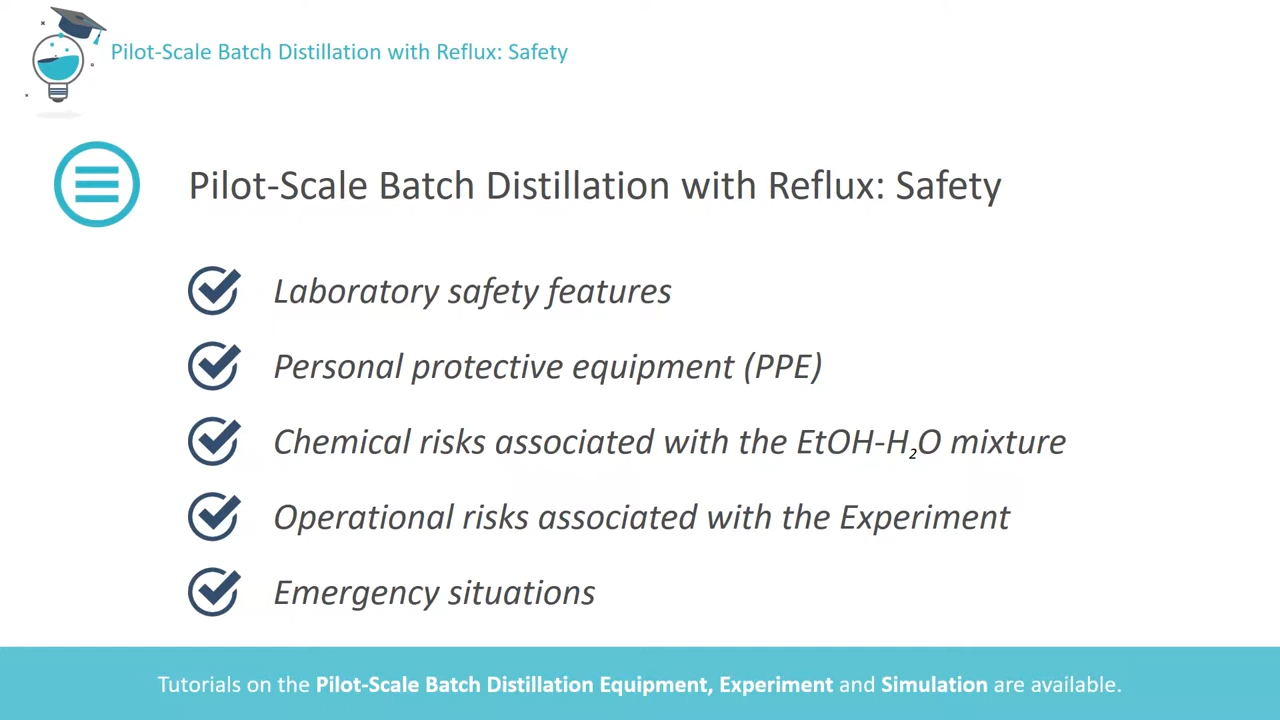 Pilot-Scale Batch Distillation with Reflux: Safety
Pilot-Scale Batch Distillation with Reflux: Safety
Laboratory safety features
Personal protective equipment (PPE)
Chemical risks associated with the EtOH-H₂O mixture
Operational risks associated with the Experiment
Emergency situations
Tutorials on the Pilot-Scale Batch Distillation Equipment, Experiment and Simulation are available.